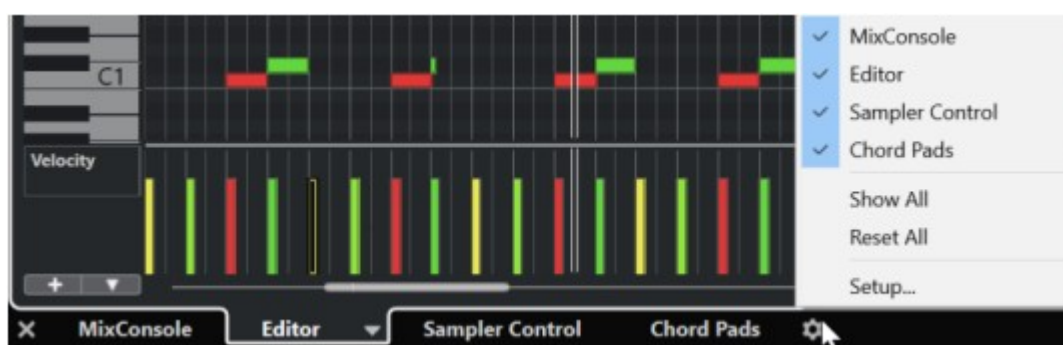 C1
Velocity
MixConsole
Editor
Sampler Control
Chord Pads
Show All
Reset All
Setup...
MixConsole Editor Sampler Control Chord Pads